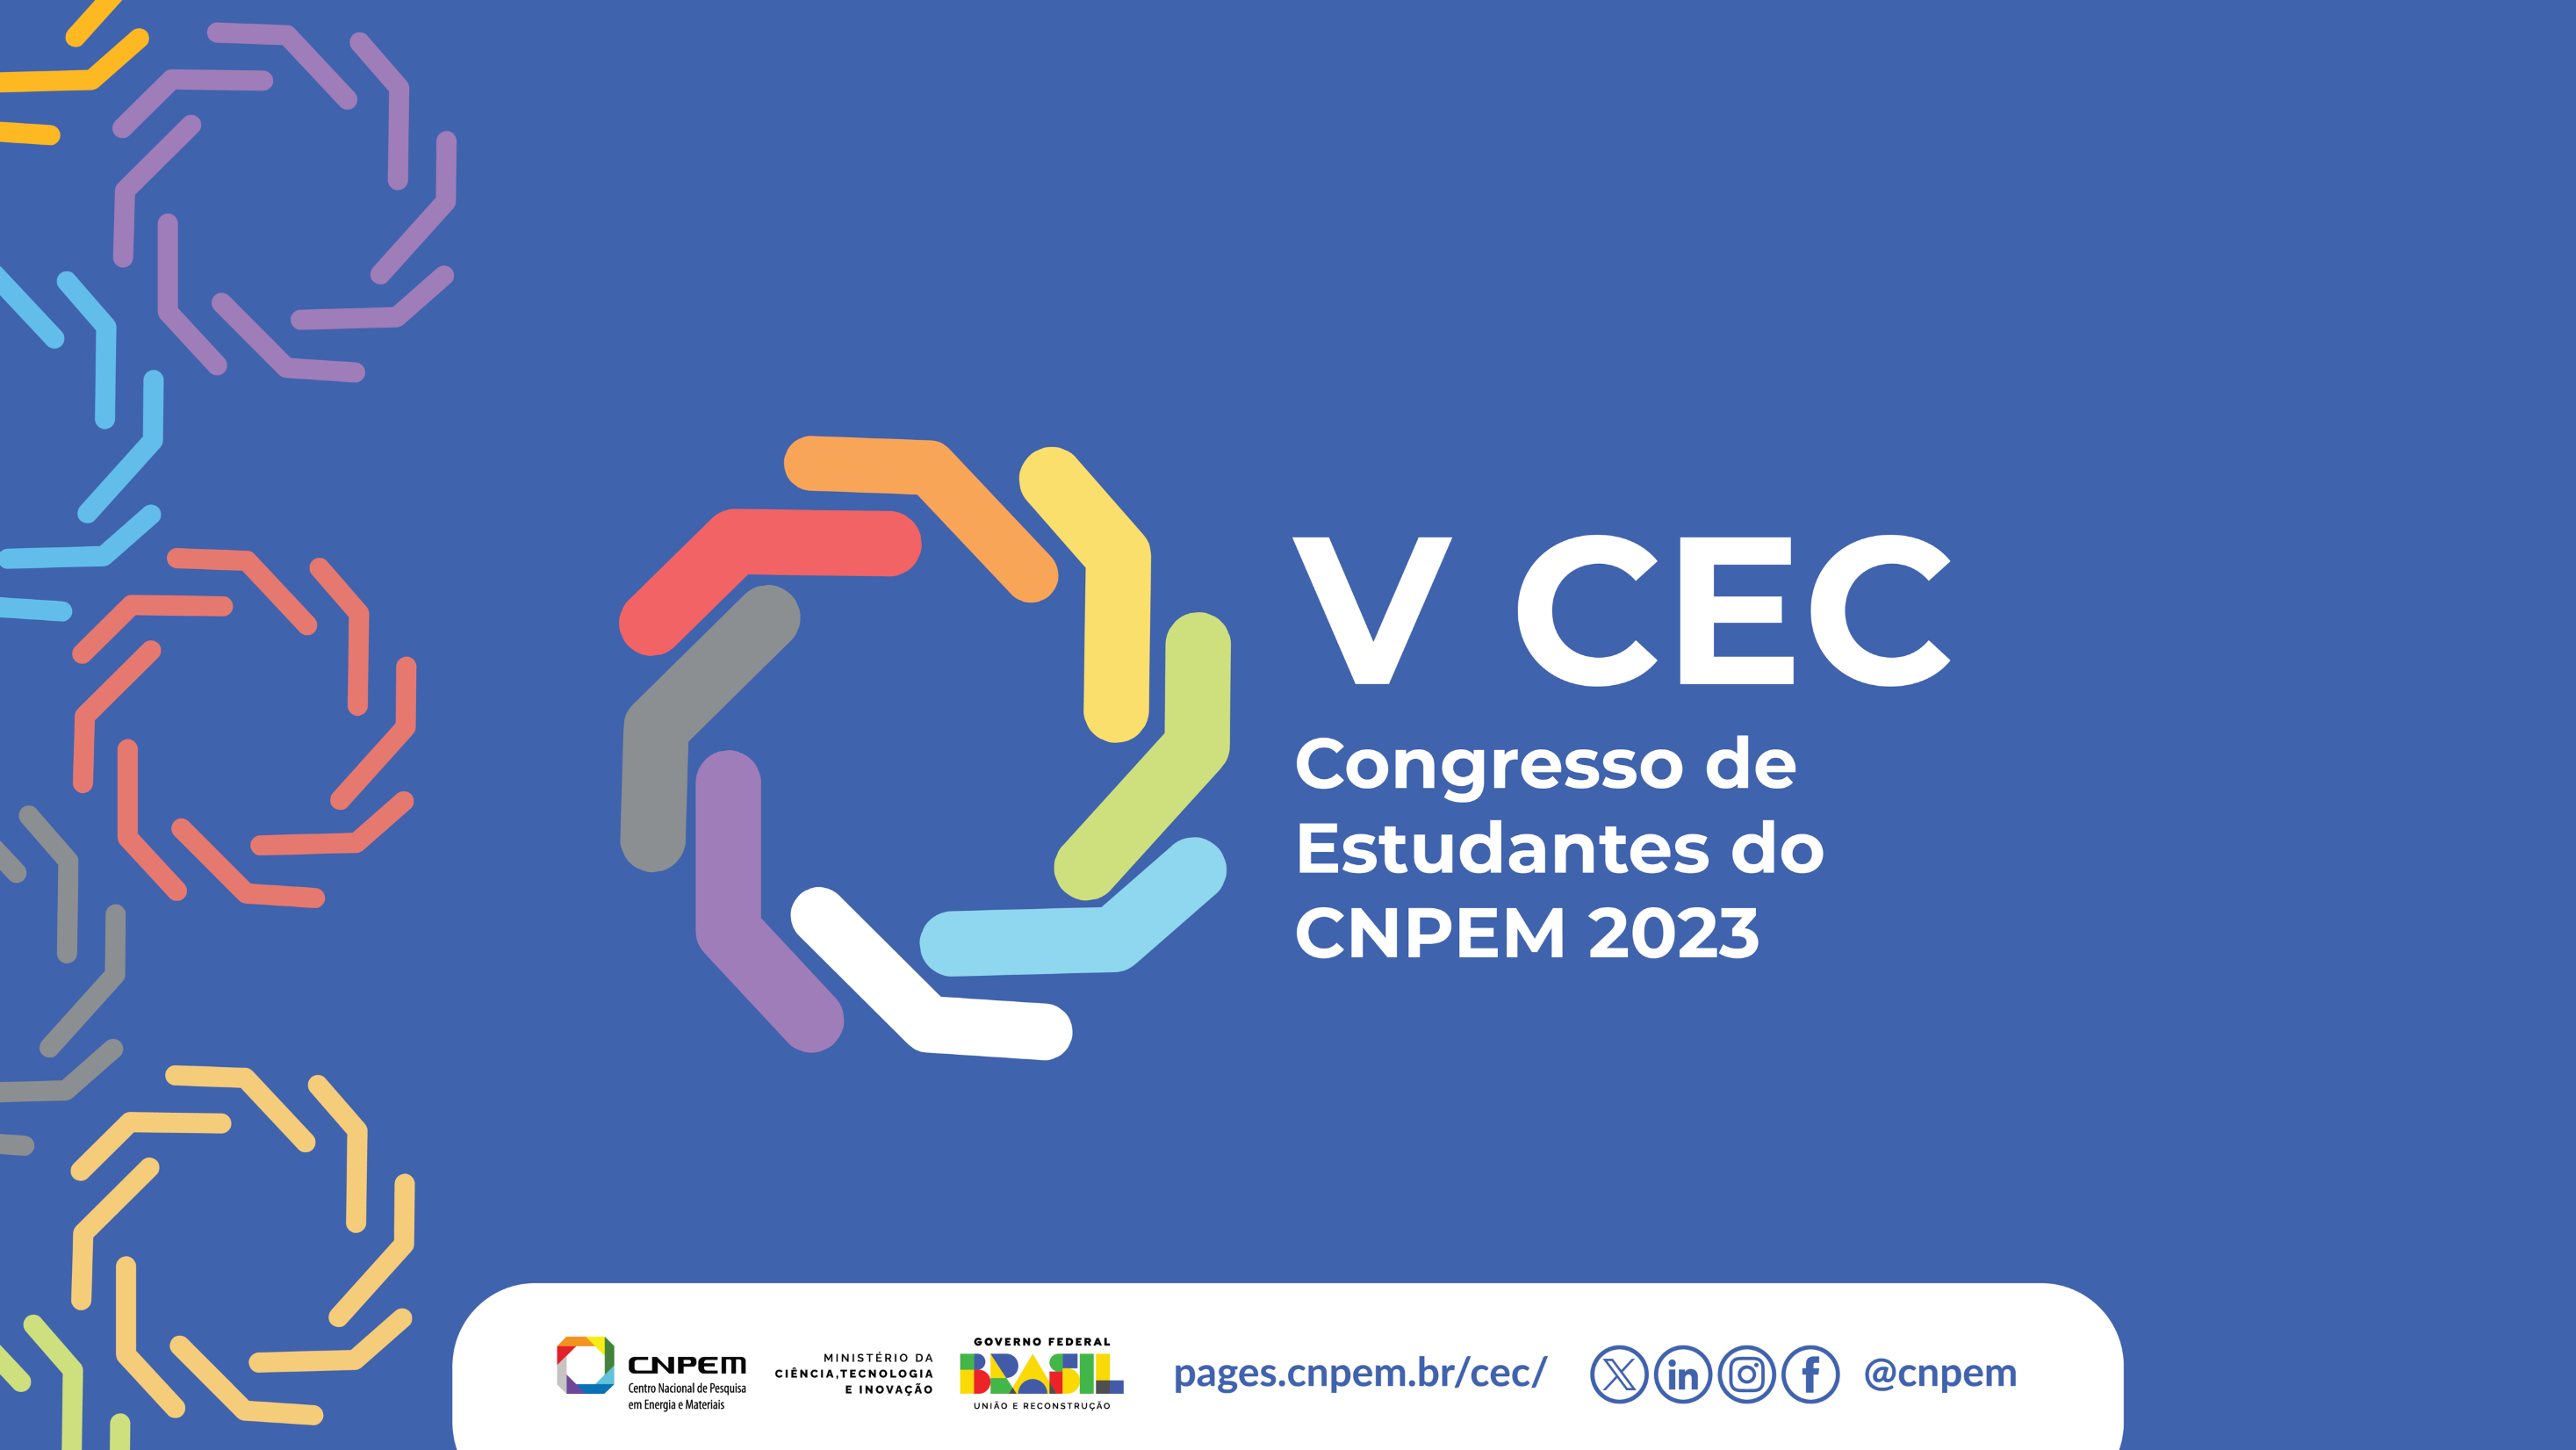 V CEC
Congresso de
Estudantes do
CNPEM 2023
CNPEM
Centro Nacional de Pesquisa
em Energia e Materiais
MINISTÉRIO DA
CIÊNCIA,TECNOLOGIA
E INOVAÇÃO
GOVERNO FEDERAL
BRASIL
UNIÃO E RECONSTRUÇÃO
pages.cnpem.br/cec/
@cnpem